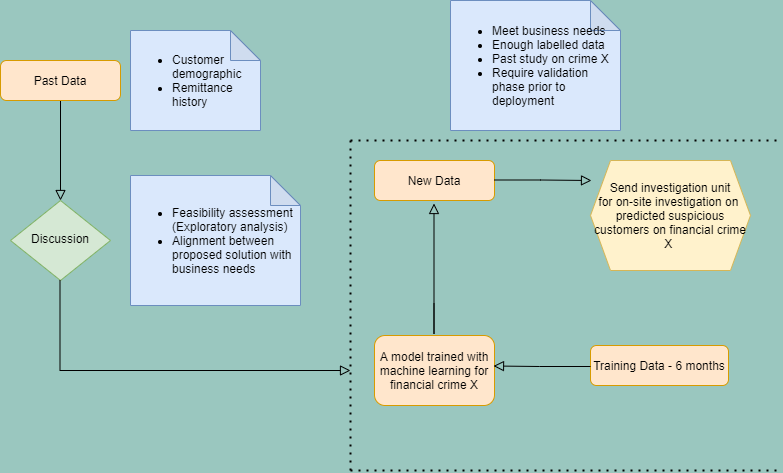 Past Data
• Customer
demographic
• Remittance
history
• Meet business needs
• Enough labelled data
• Past study on crime X
• Require validation
phase prior to
deployment
Discussion
• Feasibility assessment
(Exploratory analysis)
• Alignment between
proposed solution with
business needs
New Data
Send investigation unit
for on-site investigation on
predicted suspicious
customers on financial crime
X
A model trained with
machine learning for
financial crime X
Training Data - 6 months